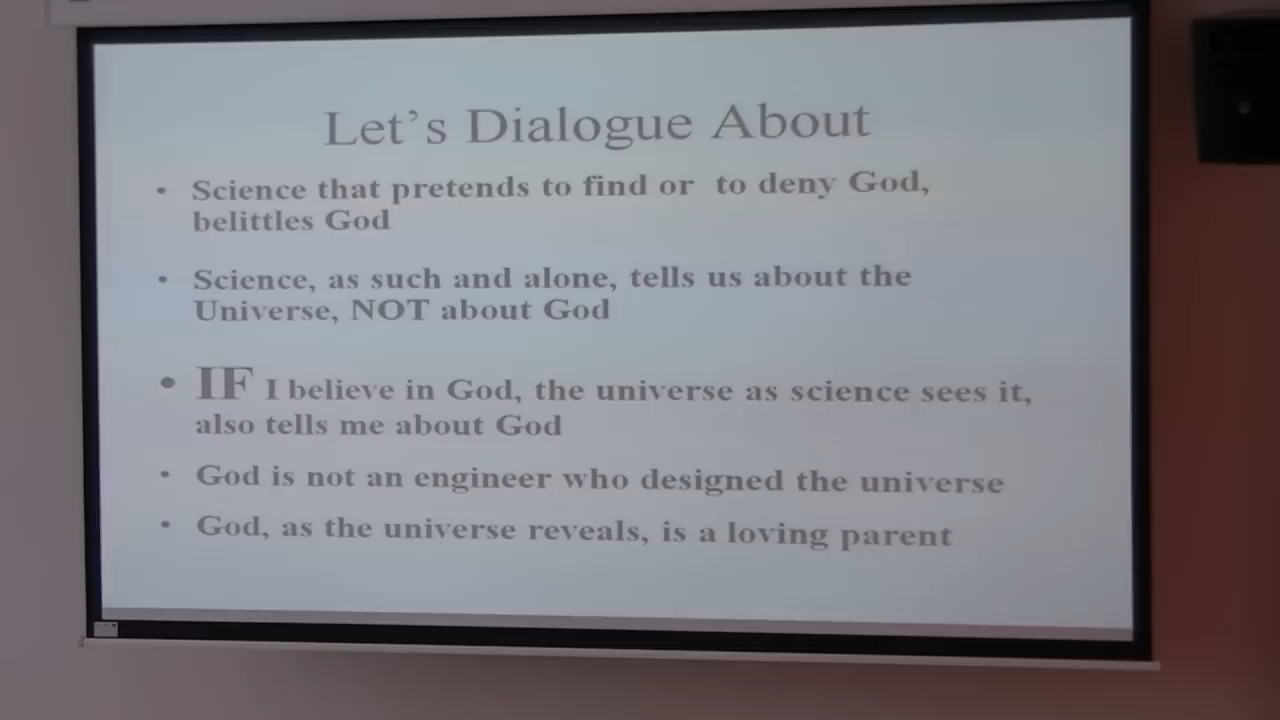 Let's Dialogue About
• Science that pretends to find or to deny God,
belittles God
• Science, as such and alone, tells us about the
Universe, NOT about God
• IF I believe in God, the universe as science sees it,
also tells me about God
• God is not an engineer who designed the universe
• God, as the universe reveals, is a loving parent